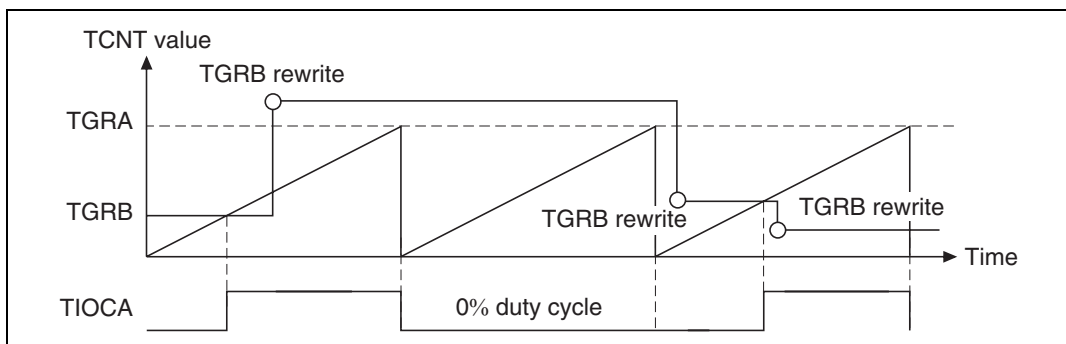 TCNT value
TGRB rewrite
TGRA
TGRB
TGRB rewrite
TGRB rewrite
Time
TIOCA
0% duty cycle